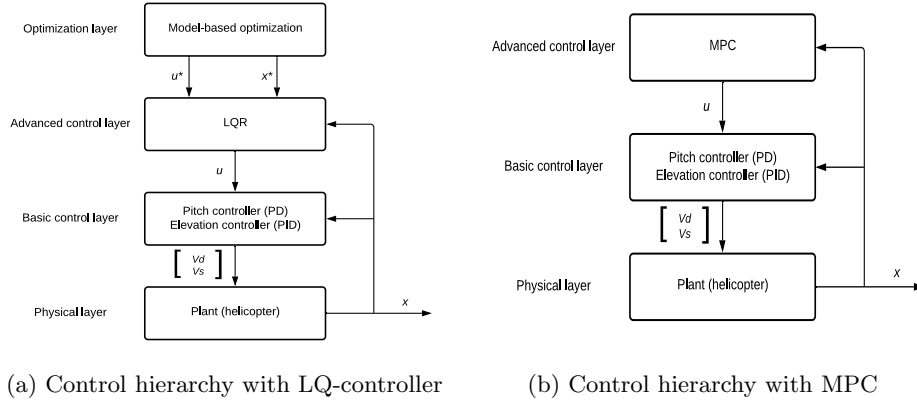 Optimization layer
Model-based optimization
u*
x*
Advanced control layer
LQR
u
Basic control layer
Pitch controller (PD)
Elevation controller (PID)
[ Vd
Vs ]
Physical layer
Plant (helicopter)
x
(a) Control hierarchy with LQ-controller
Advanced control layer
MPC
u
Basic control layer
Pitch controller (PD)
Elevation controller (PID)
[ Vd
Vs ]
Physical layer
Plant (helicopter)
x
(b) Control hierarchy with MPC